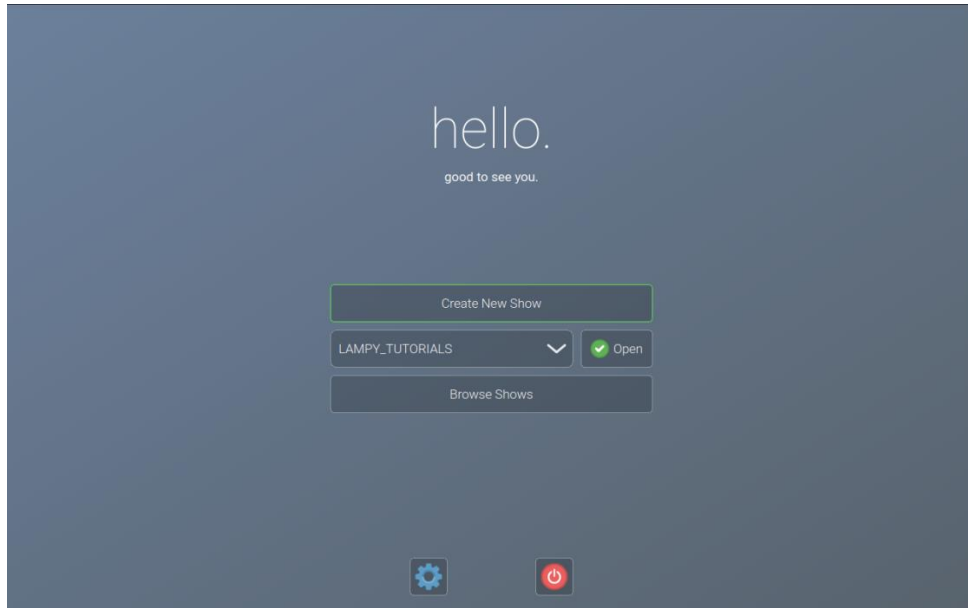 hello.
good to see you.
Create New Show
LAMPY_TUTORIALS
Open
Browse Shows